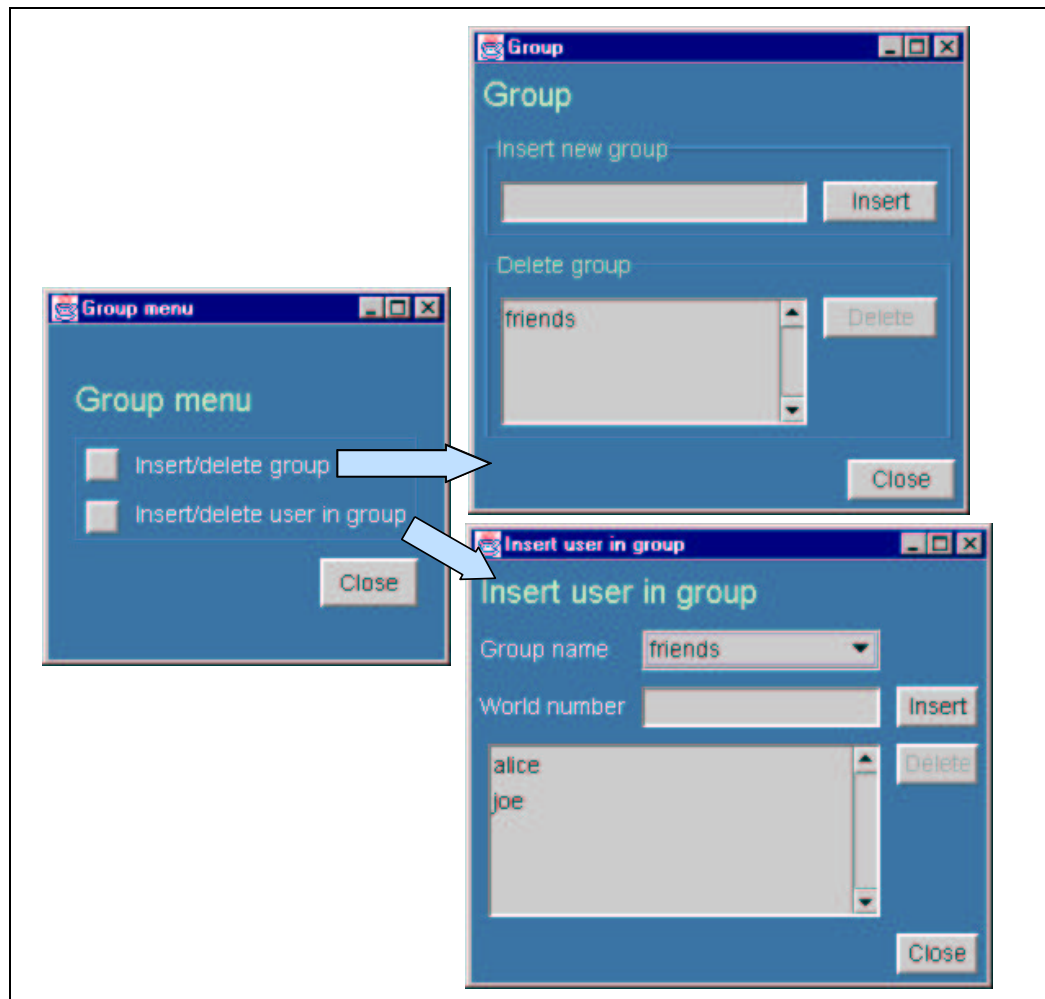 Group
Group
Insert new group
Insert
Delete group
friends
Delete
Close
Group menu
Group menu
Insert/delete group
Insert/delete user in group
Close
Insert user in group
Insert user in group
Group name friends
World number Insert
alice Delete
joe
Close